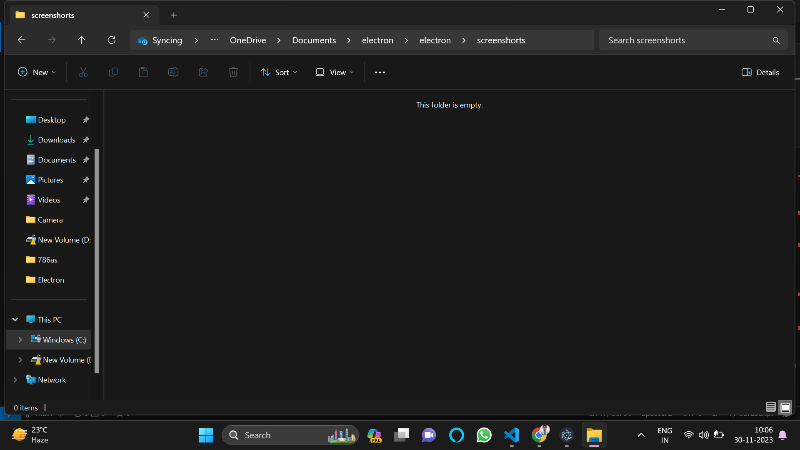 screenshorts
Syncing > ··· OneDrive > Documents > electron > electron > screenshorts
Search screenshorts
New
Sort
View
Details
This folder is empty.
Desktop
Downloads
Documents
Pictures
Videos
Camera
New Volume (D:
786as
Electron
This PC
Windows (C:)
New Volume (
Network
0 items
23°C
Haze
Search
ENG
IN
10:06
30-11-2023